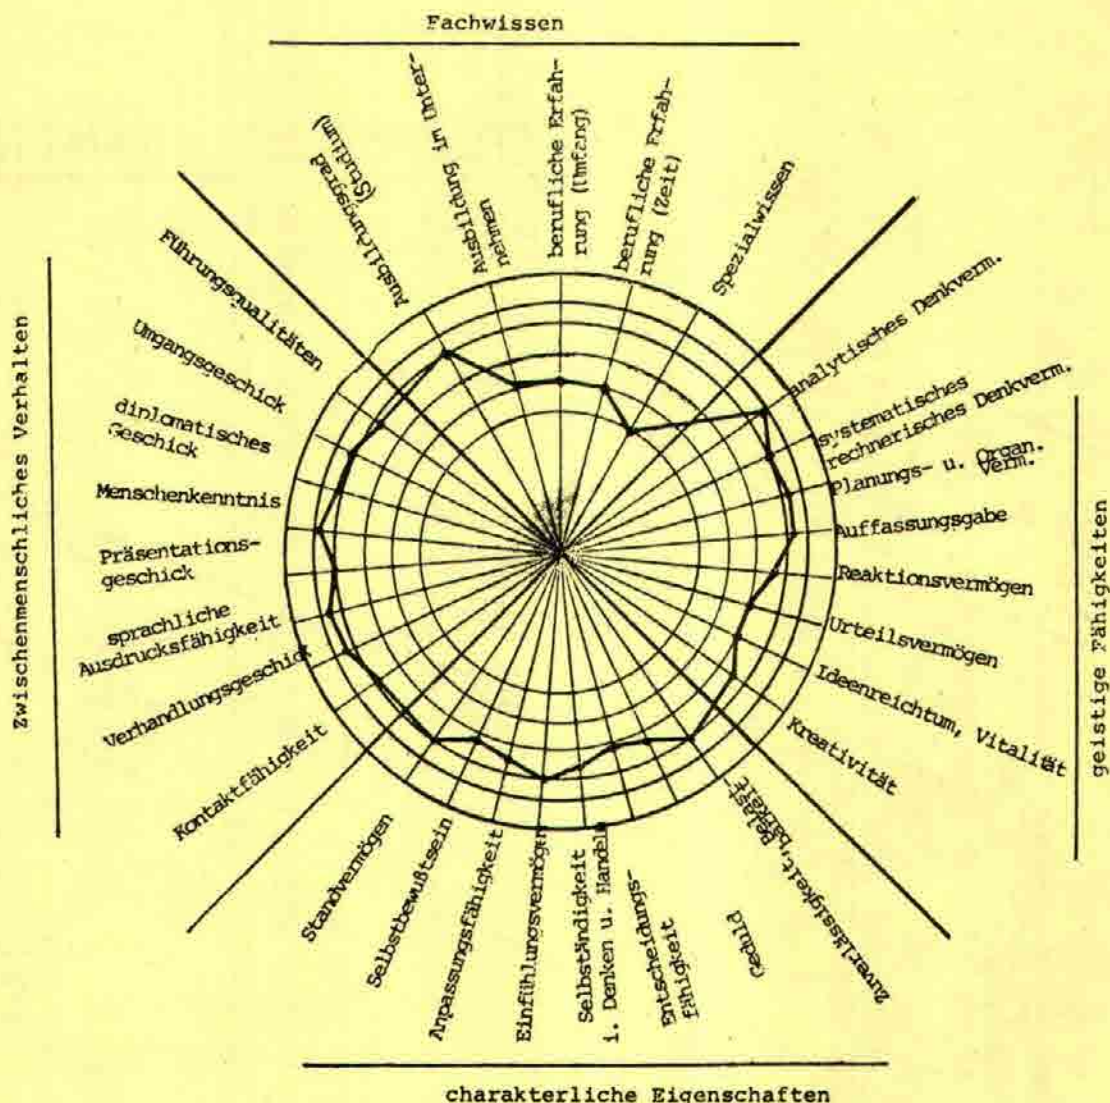 Fachwissen
Ausbildungsgrad
(Studium)
Ausbildung im Unter-
nehmen
berufliche Erfah-
rung (Umfang)
berufliche Erfah-
rung (Zeit)
Spezialwissen
analytisches Denkverm.
systematisches
rechnerisches Denkverm.
Planungs- u. Organ.
Verm.
Auffassungsgabe
Reaktionsvermögen
Urteilsvermögen
Ideenreichtum, Vitalität
Kreativität
geistige Fähigkeiten
Belast-
barkeit
Zuverlässigkeit,
Geduld
Entscheidungs-
fähigkeit
Selbständigkeit
i. Denken u. Handeln
Einfühlungsvermögen
Anpassungsfähigkeit
Selbstbewußtsein
Standvermögen
charakterliche Eigenschaften
Kontaktfähigkeit
Verhandlungsgeschick
sprachliche
Ausdrucksfähigkeit
Präsentations-
geschick
Menschenkenntnis
dinlomatisches
Geschick
Umgangsgeschick
Führungsqualitäten
Zwischenmenschliches Verhalten